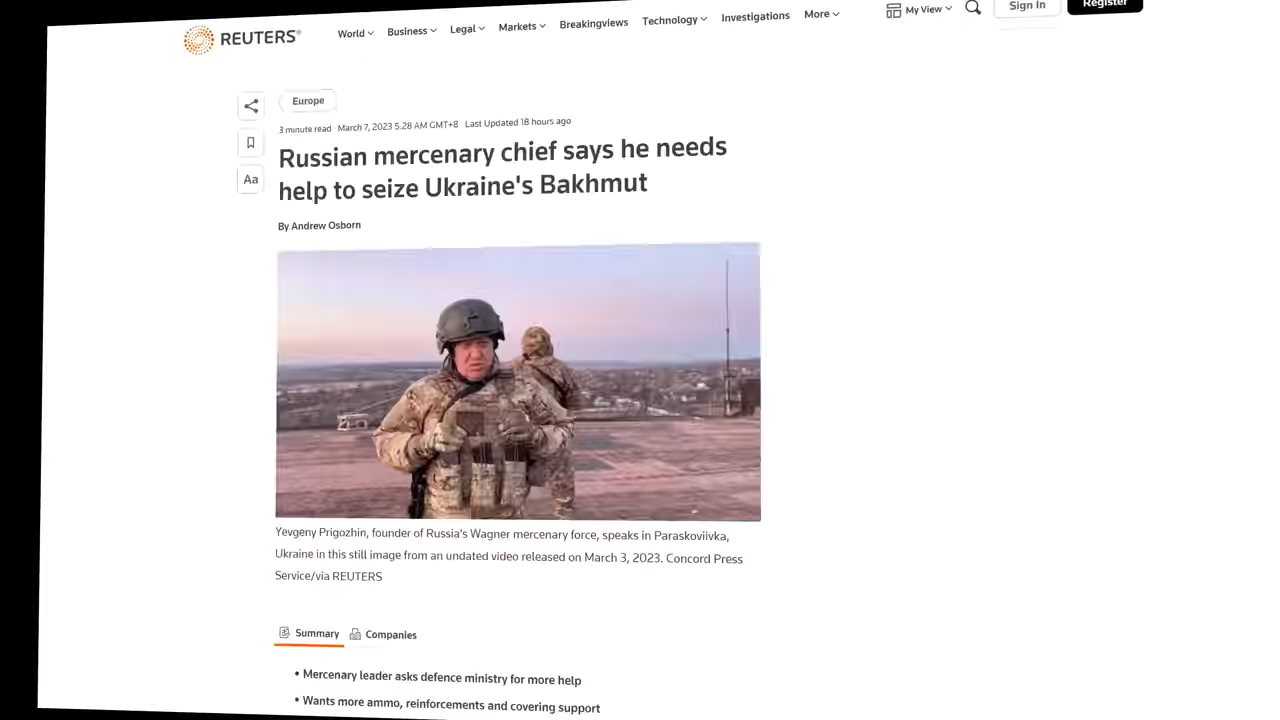 REUTERS®
World Business Legal Markets Breakingviews Technology Investigations More My View Sign In Register
Europe
3 minute read · March 7, 2023 5:28 AM GMT+8 · Last Updated 18 hours ago
Aa
Russian mercenary chief says he needs
help to seize Ukraine's Bakhmut
By Andrew Osborn
Yevgeny Prigozhin, founder of Russia's Wagner mercenary force, speaks in Paraskoviivka,
Ukraine in this still image from an undated video released on March 3, 2023. Concord Press
Service/via REUTERS
Summary Companies
• Mercenary leader asks defence ministry for more help
• Wants more ammo, reinforcements and covering support